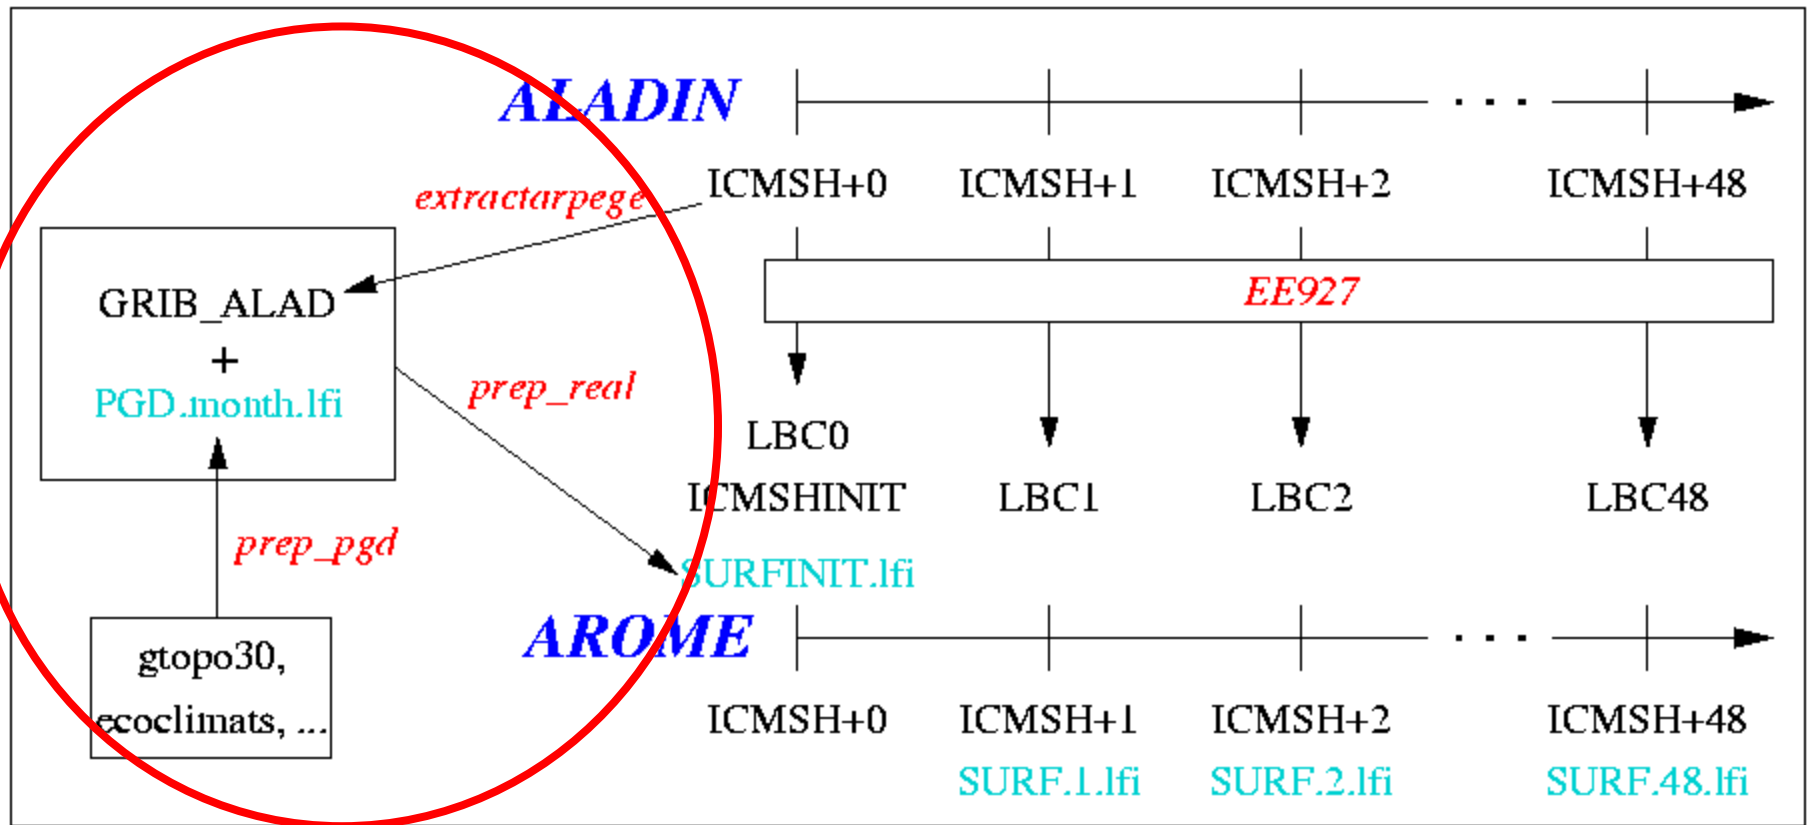 ALADIN
. . .
ICMSH+0 ICMSH+1 ICMSH+2 ICMSH+48
extractarpege
EE927
GRIB_ALAD
+
PGD.month.lfi
prep_real
LBC0
ICMSHINIT LBC1 LBC2 LBC48
prep_pgd
SURFINIT.lfi
AROME
. . .
gtopo30,
ecoclimats, ...
ICMSH+0 ICMSH+1 ICMSH+2 ICMSH+48
SURF.1.lfi SURF.2.lfi SURF.48.lfi